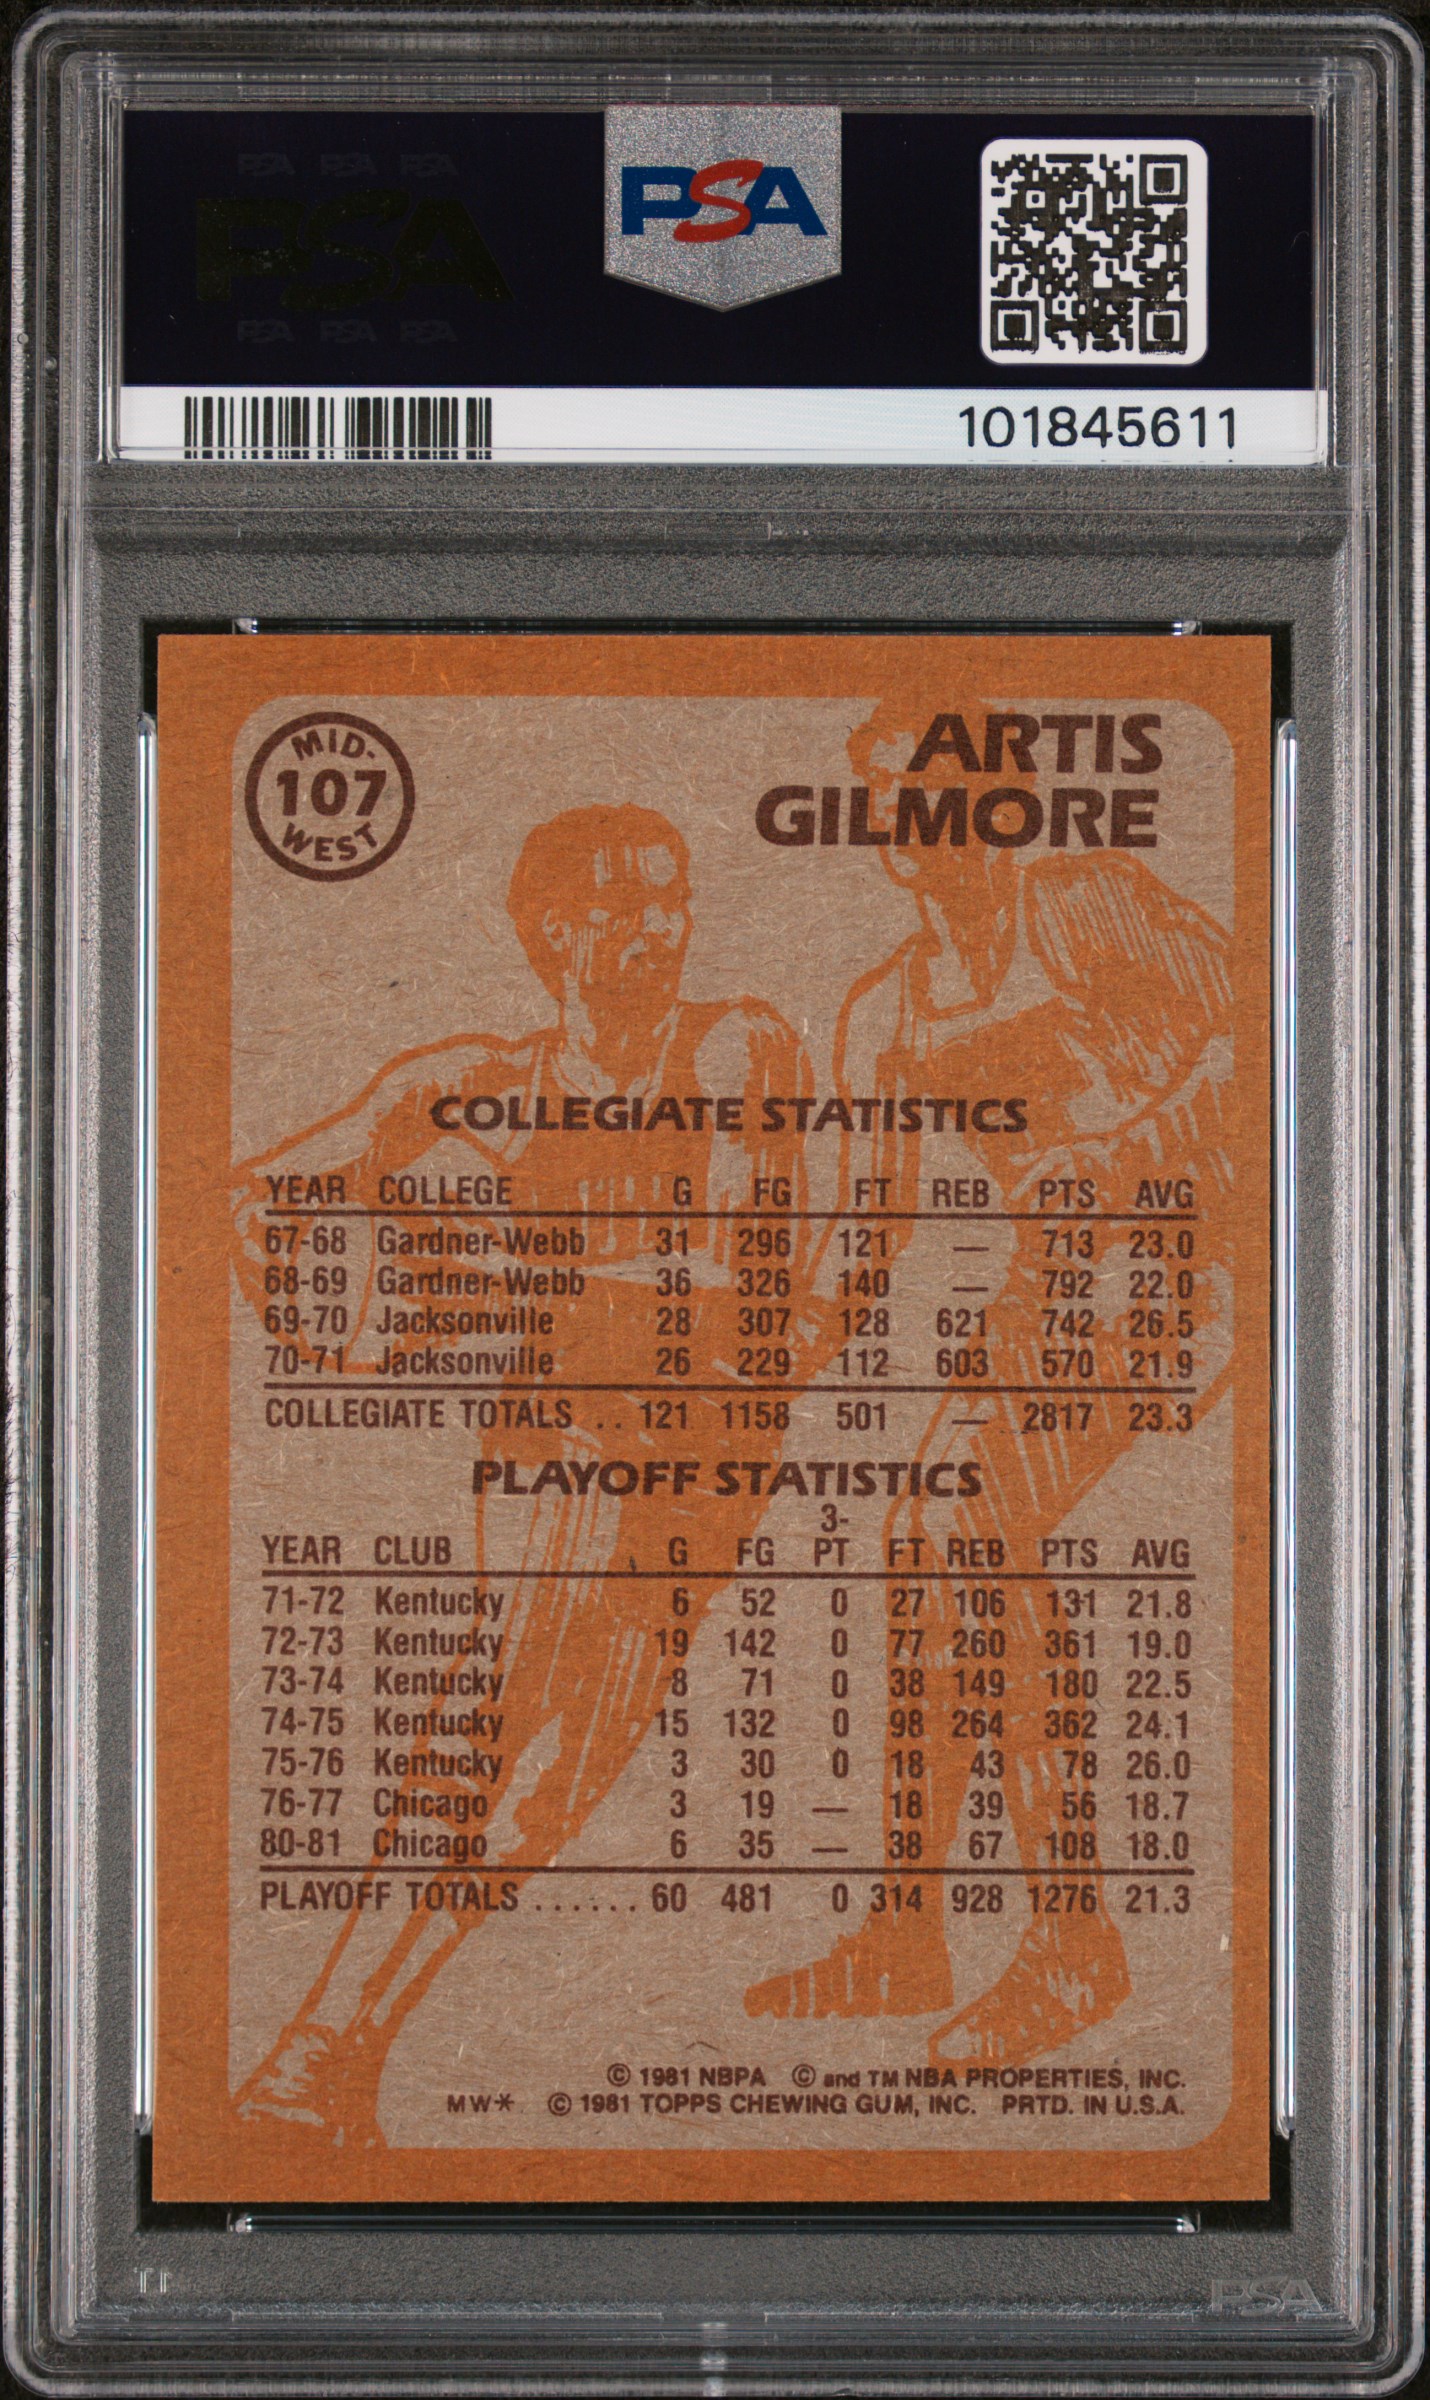 PSA PSA PSA
PSA
PSA PSA PSA
PSA
101845611
MID-
107
WEST
ARTIS
GILMORE
COLLEGIATE STATISTICS
YEAR COLLEGE G FG FT REB PTS AVG
67-68 Gardner-Webb 31 296 121 — 713 23.0
68-69 Gardner-Webb 36 326 140 — 792 22.0
69-70 Jacksonville 28 307 128 621 742 26.5
70-71 Jacksonville 26 229 112 603 570 21.9
COLLEGIATE TOTALS .. 121 1158 501 — 2817 23.3
PLAYOFF STATISTICS
3-
YEAR CLUB G FG PT FT REB PTS AVG
71-72 Kentucky 6 52 0 27 106 131 21.8
72-73 Kentucky 19 142 0 77 260 361 19.0
73-74 Kentucky 8 71 0 38 149 180 22.5
74-75 Kentucky 15 132 0 98 264 362 24.1
75-76 Kentucky 3 30 0 18 43 78 26.0
76-77 Chicago 3 19 — 18 39 56 18.7
80-81 Chicago 6 35 — 38 67 108 18.0
PLAYOFF TOTALS ...... 60 481 0 314 928 1276 21.3
© 1981 NBPA © and TM NBA PROPERTIES, INC.
MW* © 1981 TOPPS CHEWING GUM, INC. PRTD. IN U.S.A.
PSA